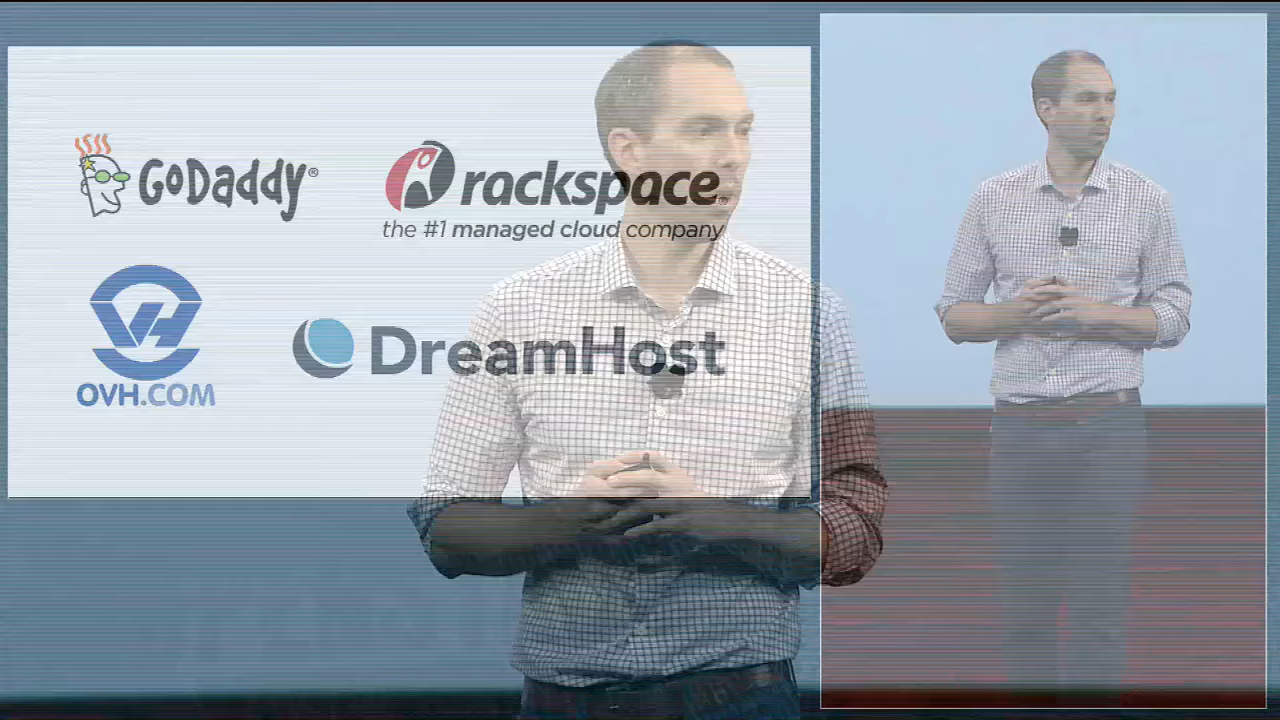 GoDaddy®
rackspace®
the #1 managed cloud company
OVH.COM
DreamHost